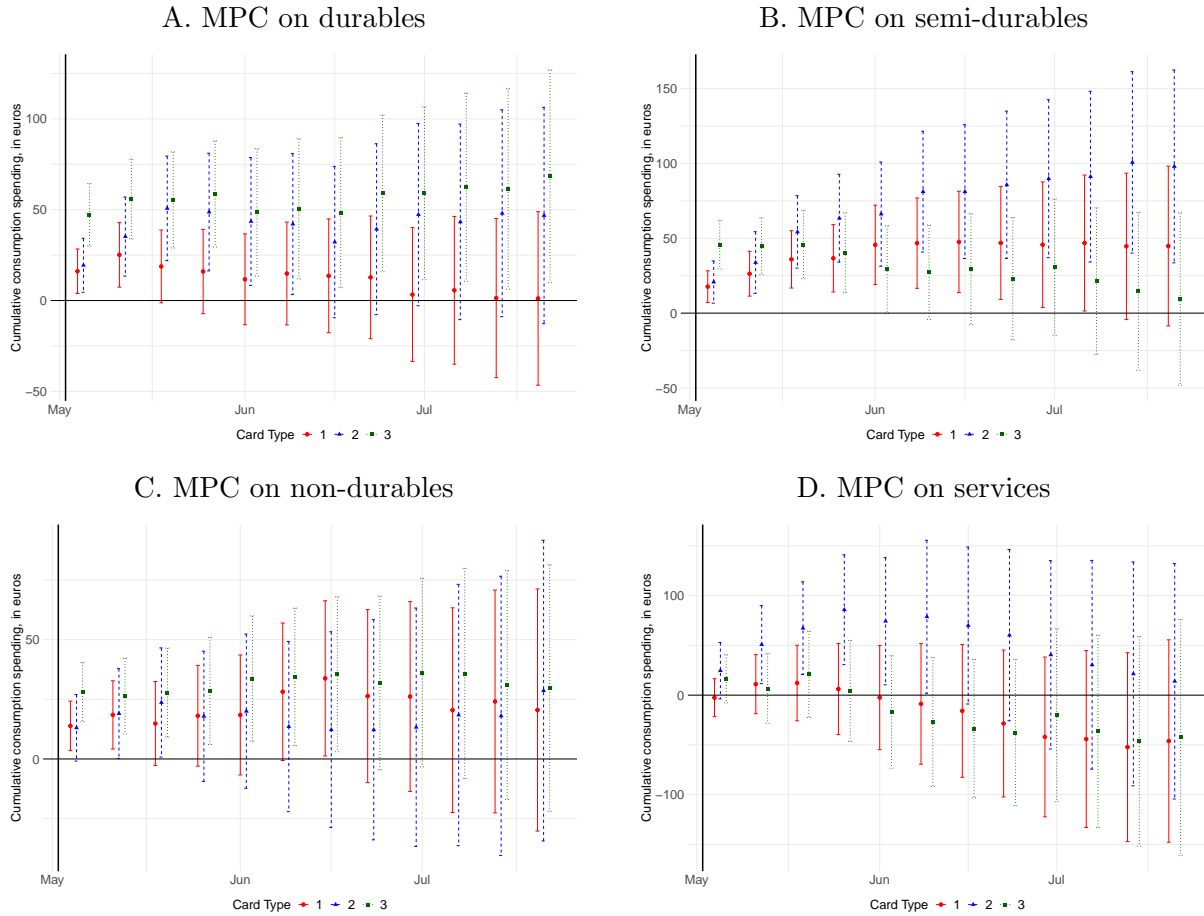 A. MPC on durables
Cumulative consumption spending, in euros
100
50
0
−50
May
Jun
Jul
Card Type 1 2 3
B. MPC on semi-durables
Cumulative consumption spending, in euros
150
100
50
0
−50
May
Jun
Jul
Card Type 1 2 3
C. MPC on non-durables
Cumulative consumption spending, in euros
50
0
May
Jun
Jul
Card Type 1 2 3
D. MPC on services
Cumulative consumption spending, in euros
100
0
−100
May
Jun
Jul
Card Type 1 2 3